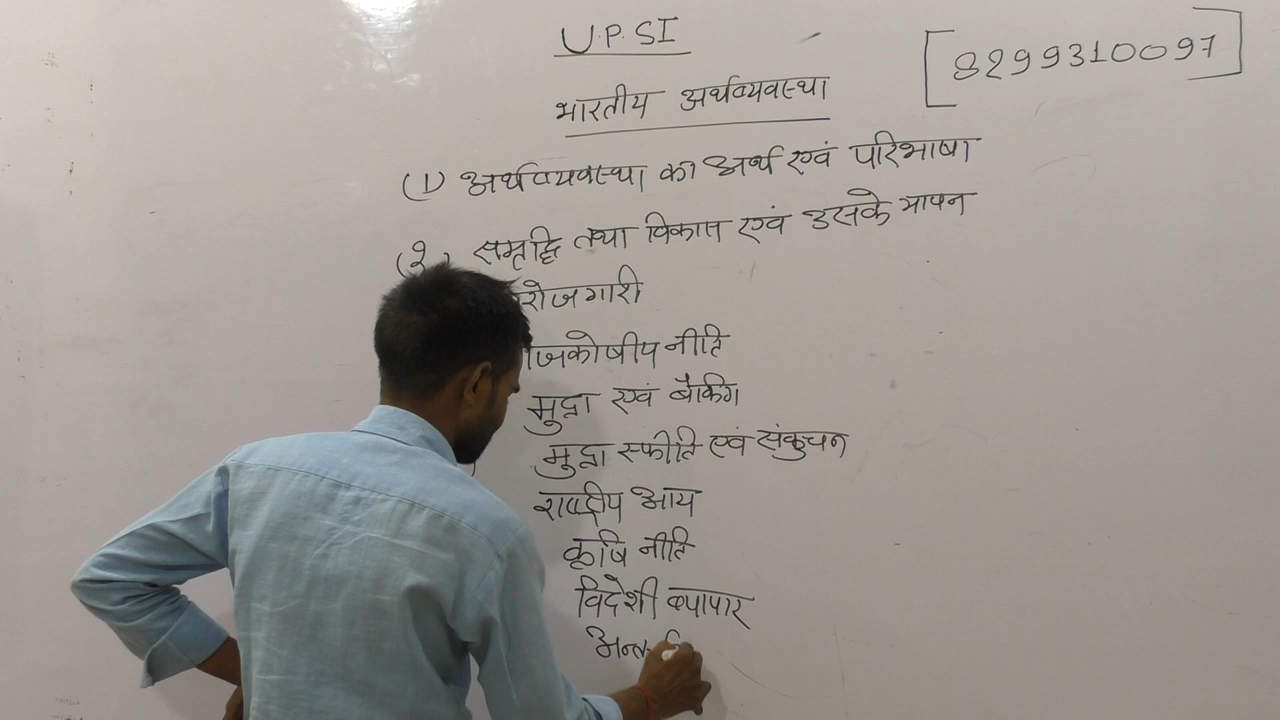 U.P.SI
[8299310097]
भारतीय अर्थव्यवस्था
(1) अर्थव्यवस्था का अर्थ एवं परिभाषा
(2) समृद्धि तथा विकास एवं उसके मापन
रोजगारी
जकोषीय नीति
मुद्रा एवं बैंकिंग
मुद्रा स्फीति एवं संकुचन
राष्ट्रीय आय
कृषि नीति
विदेशी व्यापार